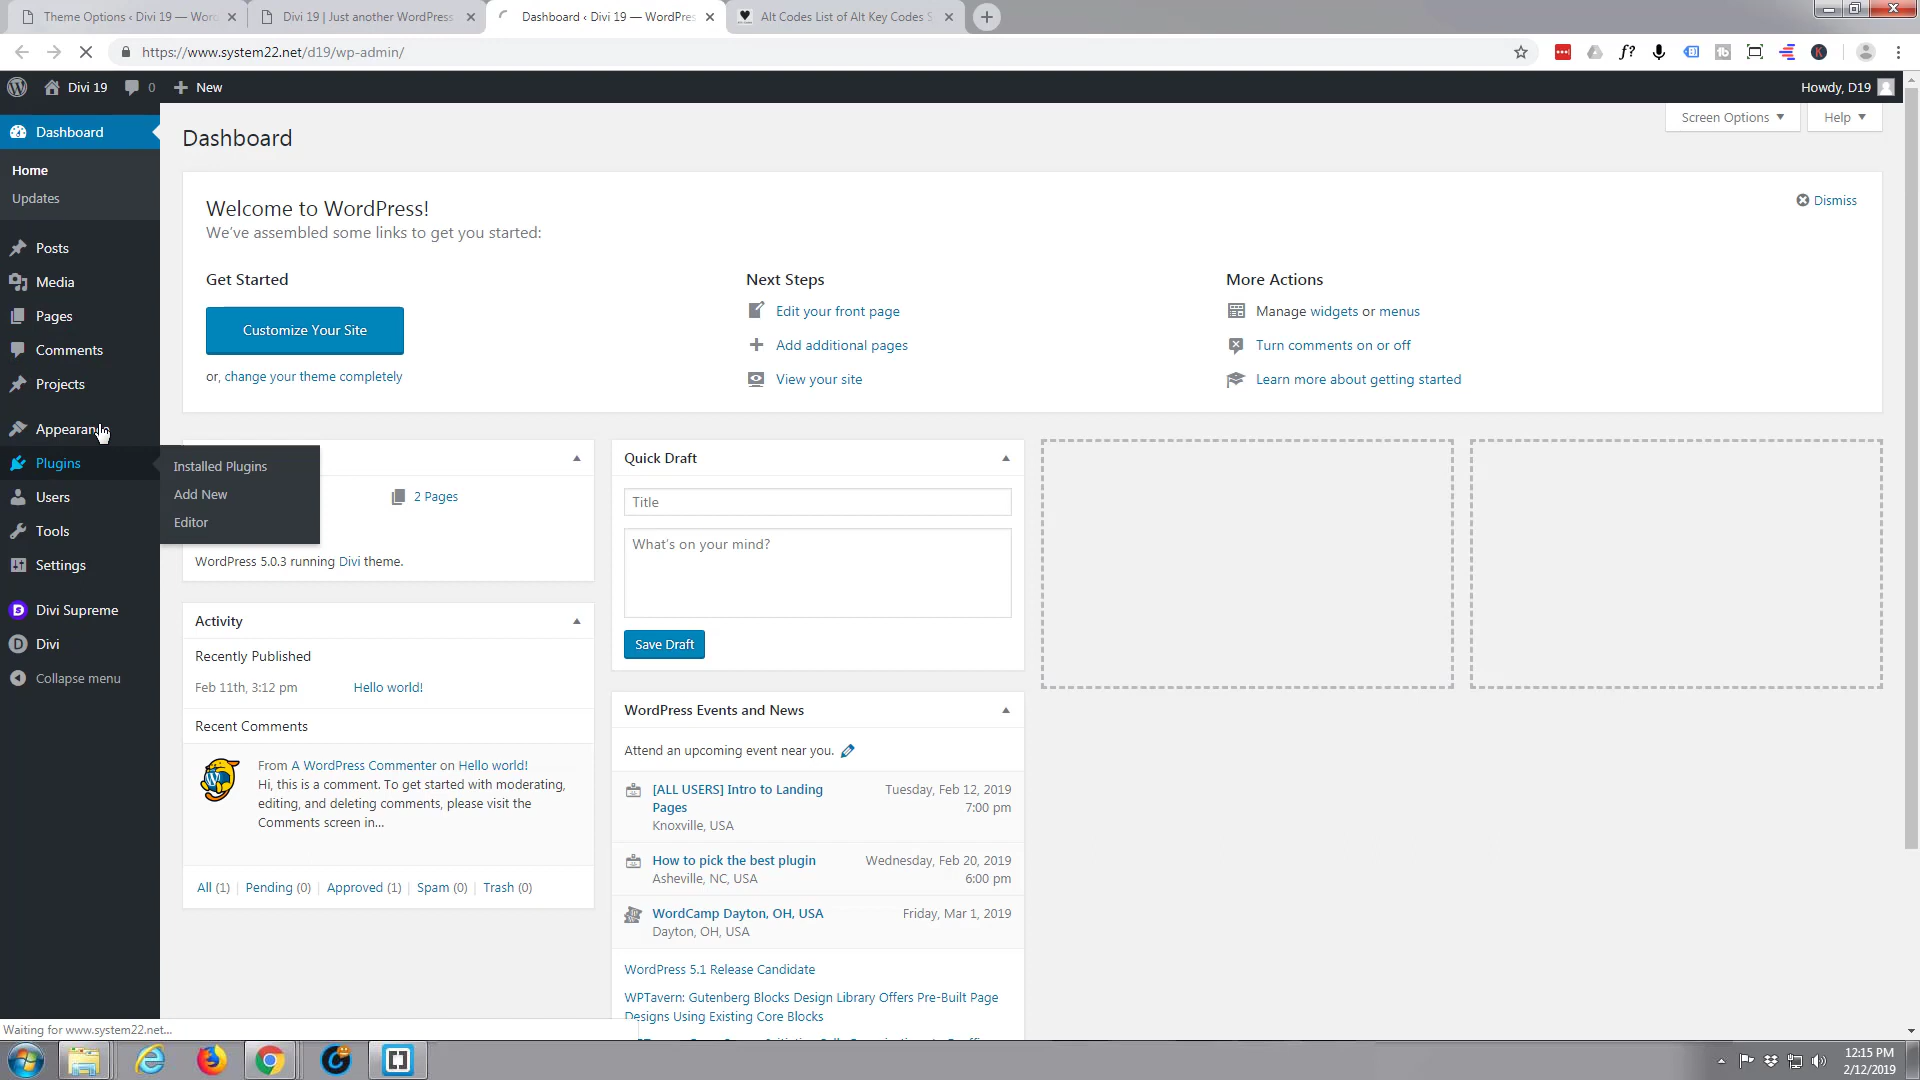 Theme Options ‹ Divi 19 — Wor
Divi 19 | Just another WordPress
Dashboard ‹ Divi 19 — WordPres
Alt Codes List of Alt Key Codes S
https://www.system22.net/d19/wp-admin/
Divi 19
0
New
Howdy, D19
Dashboard
Home
Updates
Posts
Media
Pages
Comments
Projects
Appearan
Plugins
Users
Tools
Settings
Divi Supreme
Divi
Collapse menu
Installed Plugins
Add New
Editor
Dashboard
Screen Options
Help
Welcome to WordPress!
We've assembled some links to get you started:
Dismiss
Get Started
Customize Your Site
or, change your theme completely
Next Steps
Edit your front page
Add additional pages
View your site
More Actions
Manage widgets or menus
Turn comments on or off
Learn more about getting started
2 Pages
WordPress 5.0.3 running Divi theme.
Activity
Recently Published
Feb 11th, 3:12 pm Hello world!
Recent Comments
From A WordPress Commenter on Hello world!
Hi, this is a comment. To get started with moderating,
editing, and deleting comments, please visit the
Comments screen in…
All (1) | Pending (0) | Approved (1) | Spam (0) | Trash (0)
Quick Draft
Title
What's on your mind?
Save Draft
WordPress Events and News
Attend an upcoming event near you.
[ALL USERS] Intro to Landing
Pages
Knoxville, USA
Tuesday, Feb 12, 2019
7:00 pm
How to pick the best plugin
Asheville, NC, USA
Wednesday, Feb 20, 2019
6:00 pm
WordCamp Dayton, OH, USA
Dayton, OH, USA
Friday, Mar 1, 2019
WordPress 5.1 Release Candidate
WPTavern: Gutenberg Blocks Design Library Offers Pre-Built Page
Designs Using Existing Core Blocks
Waiting for www.system22.net...
12:15 PM
2/12/2019